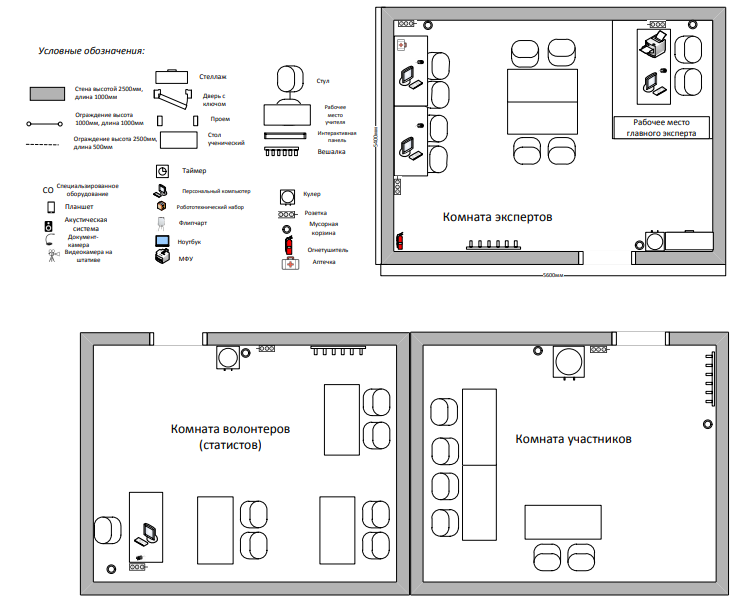 Условные обозначения:
Стена высотой 2500мм,
длина 1000мм
Ограждение высота
1000мм, длина 1000мм
Ограждение высота 2500мм,
длина 500мм
Стеллаж
Дверь с
ключом
Проем
Стол
ученический
Стул
Рабочее
место
учителя
Интерактивная
панель
Вешалка
Таймер
CO Специализированное
оборудование
Планшет
Акустическая
система
Документ-
камера
Видеокамера на
штативе
Персональный компьютер
Робототехнический набор
Флипчарт
Ноутбук
МФУ
Кулер
Розетка
Мусорная
корзина
Огнетушитель
Аптечка
Рабочее место
главного эксперта
Комната экспертов
5400мм
5600мм
Комната волонтеров
(статистов)
Комната участников